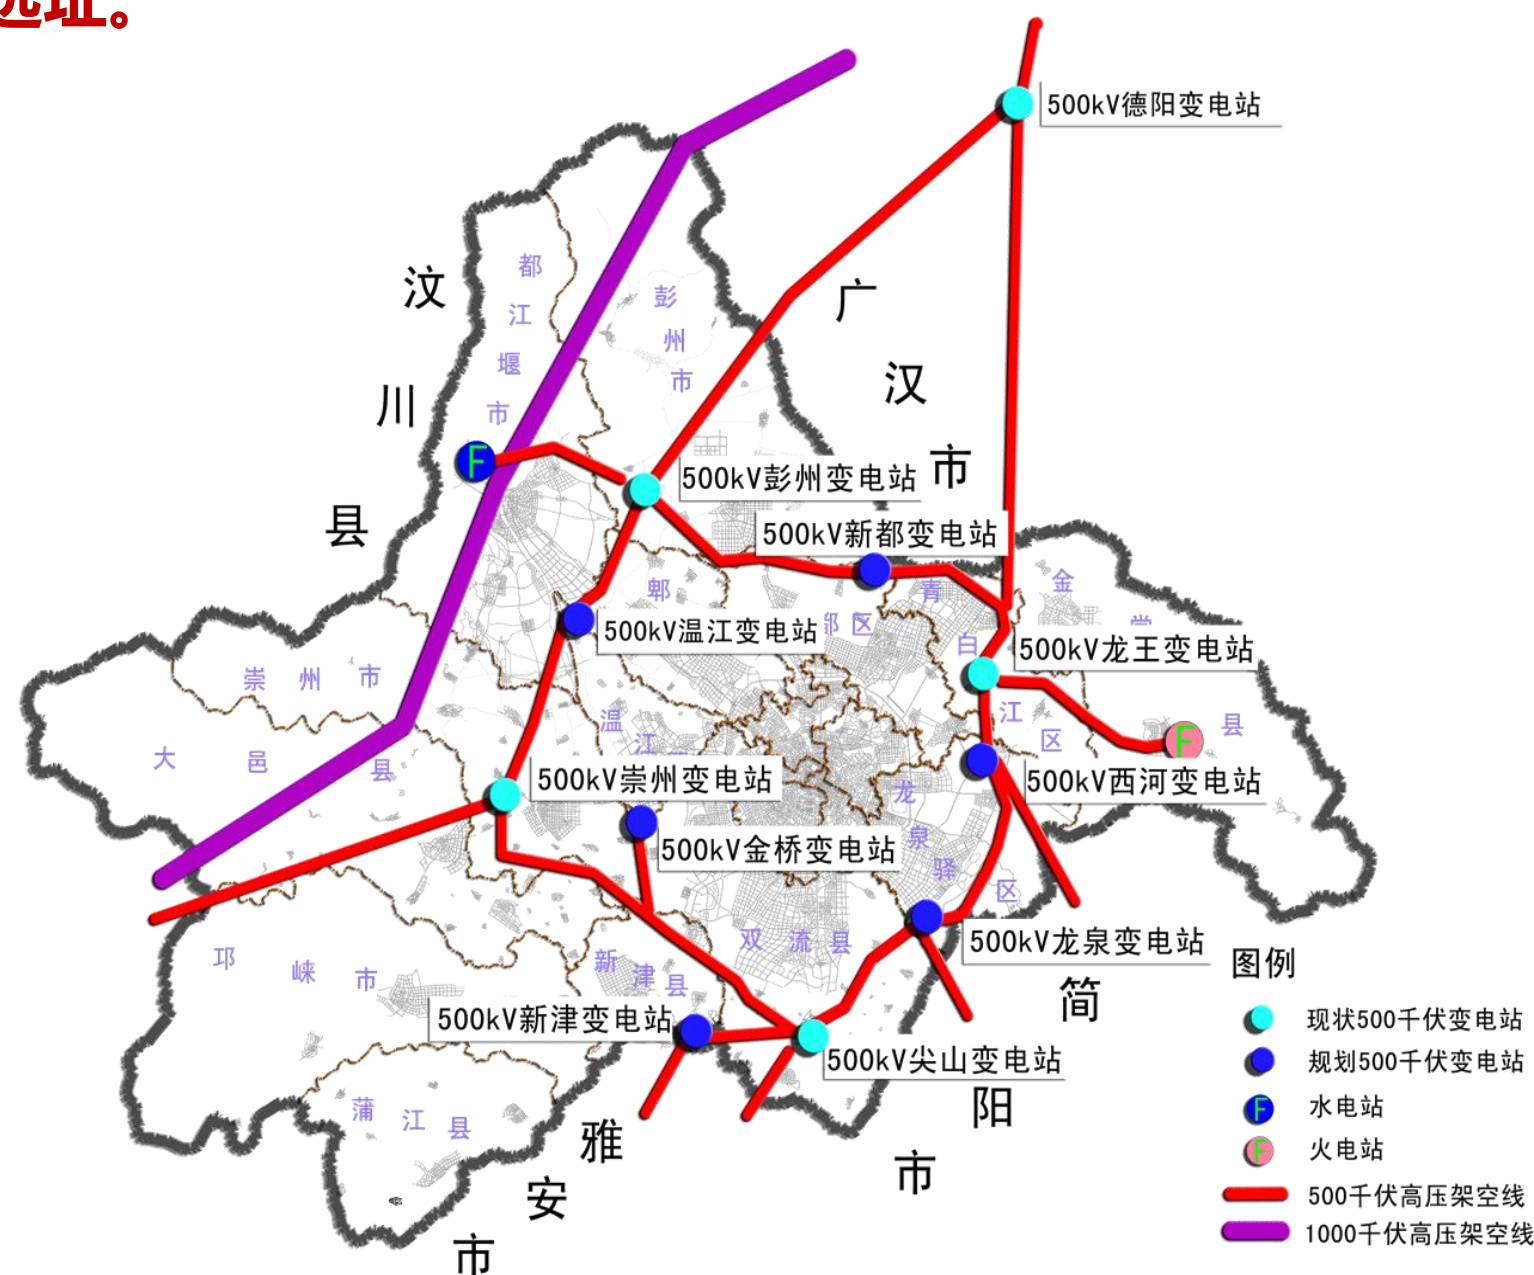 选址。
500kV德阳变电站
汶
川
县
都
江
堰
市
彭
州
市
广
汉
市
500kV彭州变电站
500kV新都变电站
郫
青
金
500kV温江变电站
区
白
500kV龙王变电站
崇州市
大邑县
温
江
江
区
县
500kV崇州变电站
500kV西河变电站
500kV金桥变电站
龙
泉
驿
区
双流县
500kV龙泉变电站
邛崃市
新津县
500kV新津变电站
500kV尖山变电站
蒲江县
简
阳
市
雅
安
市
图例
现状500千伏变电站
规划500千伏变电站
F 水电站
F 火电站
500千伏高压架空线
1000千伏高压架空线
F
F